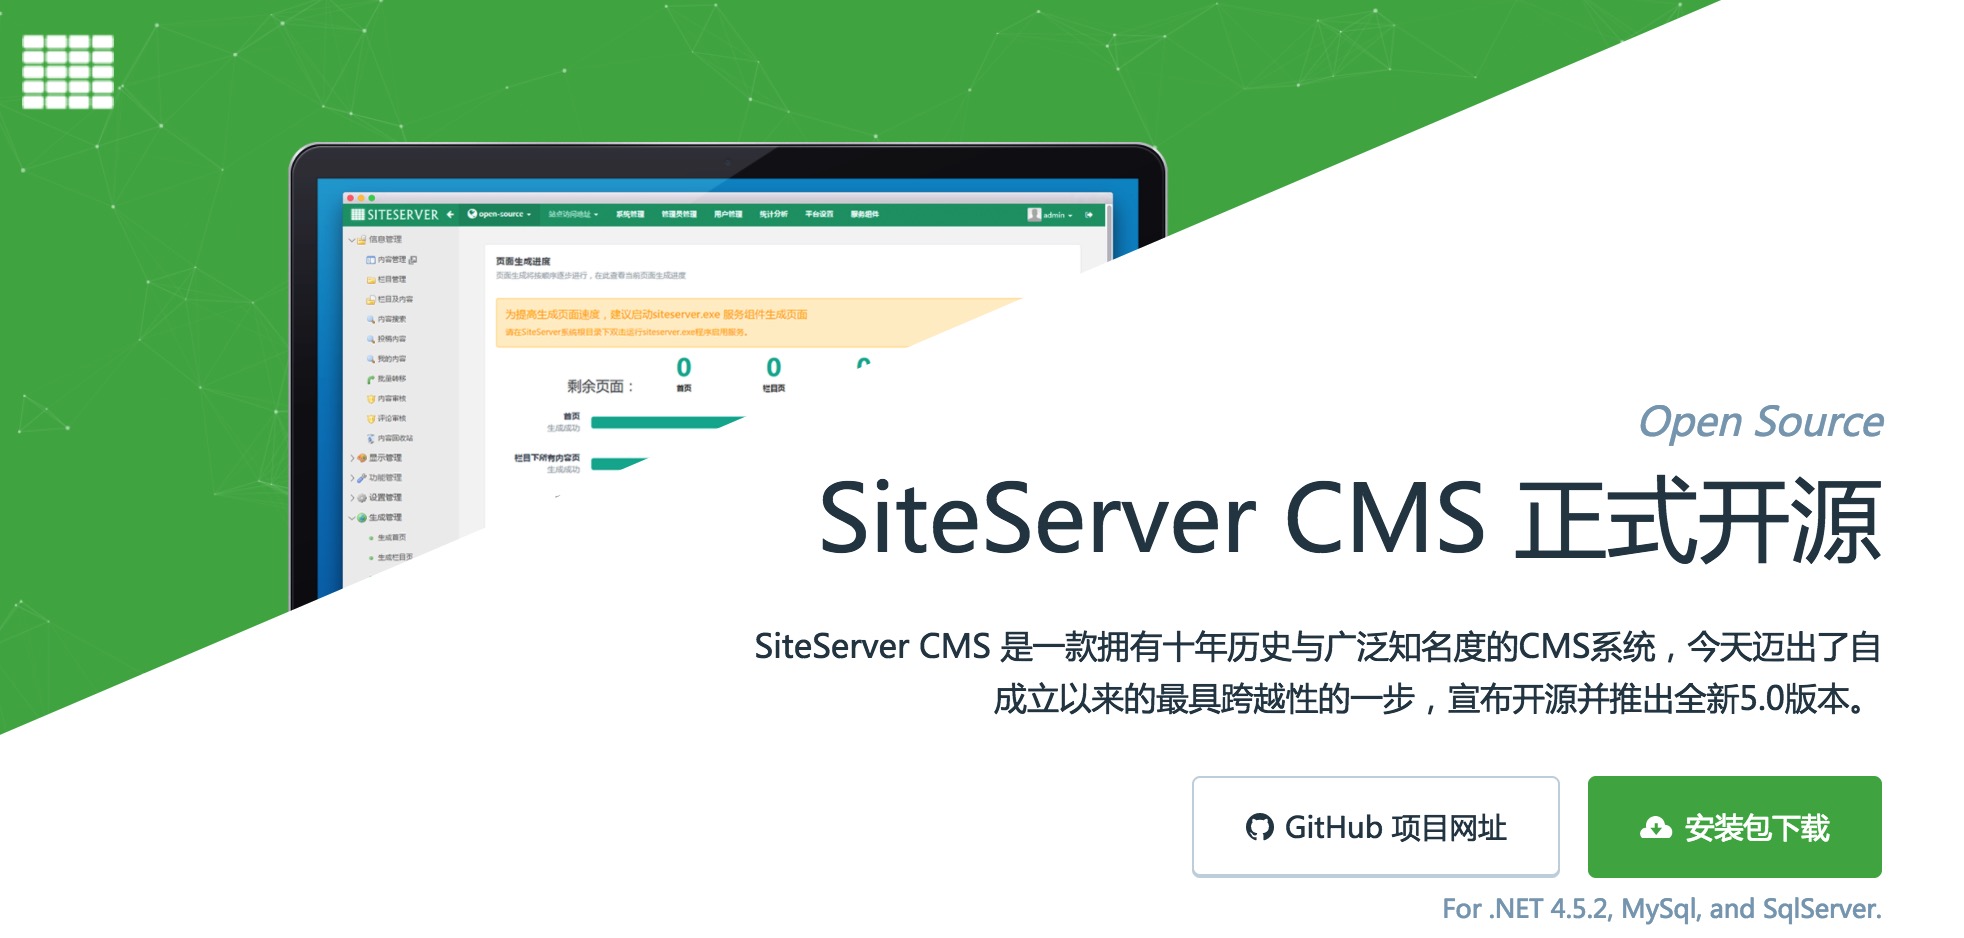 SITESERVER
open-source
站点访问地址
系统管理
管理员管理
用户管理
统计分析
平台设置
服务组件
admin
信息管理
内容管理
栏目管理
栏目及内容
内容搜索
投稿内容
我的内容
批量转移
内容审核
评论审核
内容回收站
显示管理
功能管理
设置管理
生成管理
生成首页
生成栏目页
页面生成进度
页面生成将按顺序逐步进行，在此查看当前页面生成进度
为提高生成页面速度，建议启动siteserver.exe 服务组件生成页面
请在SiteServer系统根目录下双击运行siteserver.exe程序启用服务。
剩余页面：
0
首页
0
栏目页
首页
生成成功
栏目下所有内容页
生成成功
Open Source
SiteServer CMS 正式开源
SiteServer CMS 是一款拥有十年历史与广泛知名度的CMS系统，今天迈出了自
成立以来的最具跨越性的一步，宣布开源并推出全新5.0版本。
GitHub 项目网址
安装包下载
For .NET 4.5.2, MySql, and SqlServer.